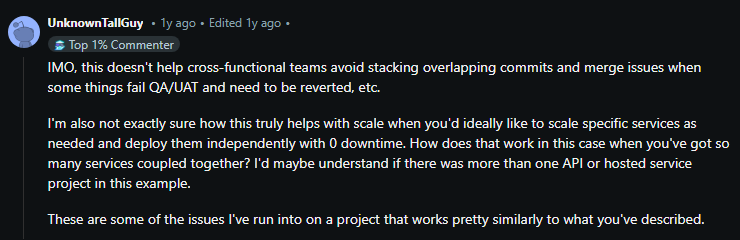 UnknownTallGuy • 1y ago • Edited 1y ago •
Top 1% Commenter
IMO, this doesn't help cross-functional teams avoid stacking overlapping commits and merge issues when
some things fail QA/UAT and need to be reverted, etc.
I'm also not exactly sure how this truly helps with scale when you'd ideally like to scale specific services as
needed and deploy them independently with 0 downtime. How does that work in this case when you've got so
many services coupled together? I'd maybe understand if there was more than one API or hosted service
project in this example.
These are some of the issues I've run into on a project that works pretty similarly to what you've described.